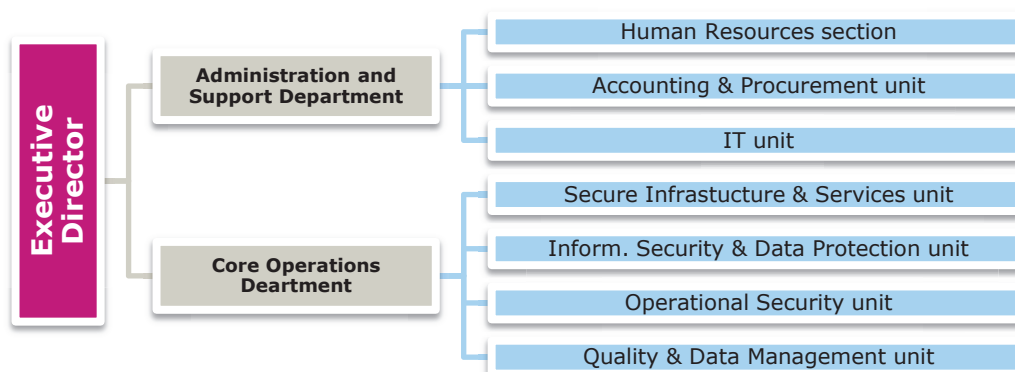 Executive
Director
Administration and
Support Department
Human Resources section
Accounting & Procurement unit
IT unit
Core Operations
Deartment
Secure Infrastucture & Services unit
Inform. Security & Data Protection unit
Operational Security unit
Quality & Data Management unit